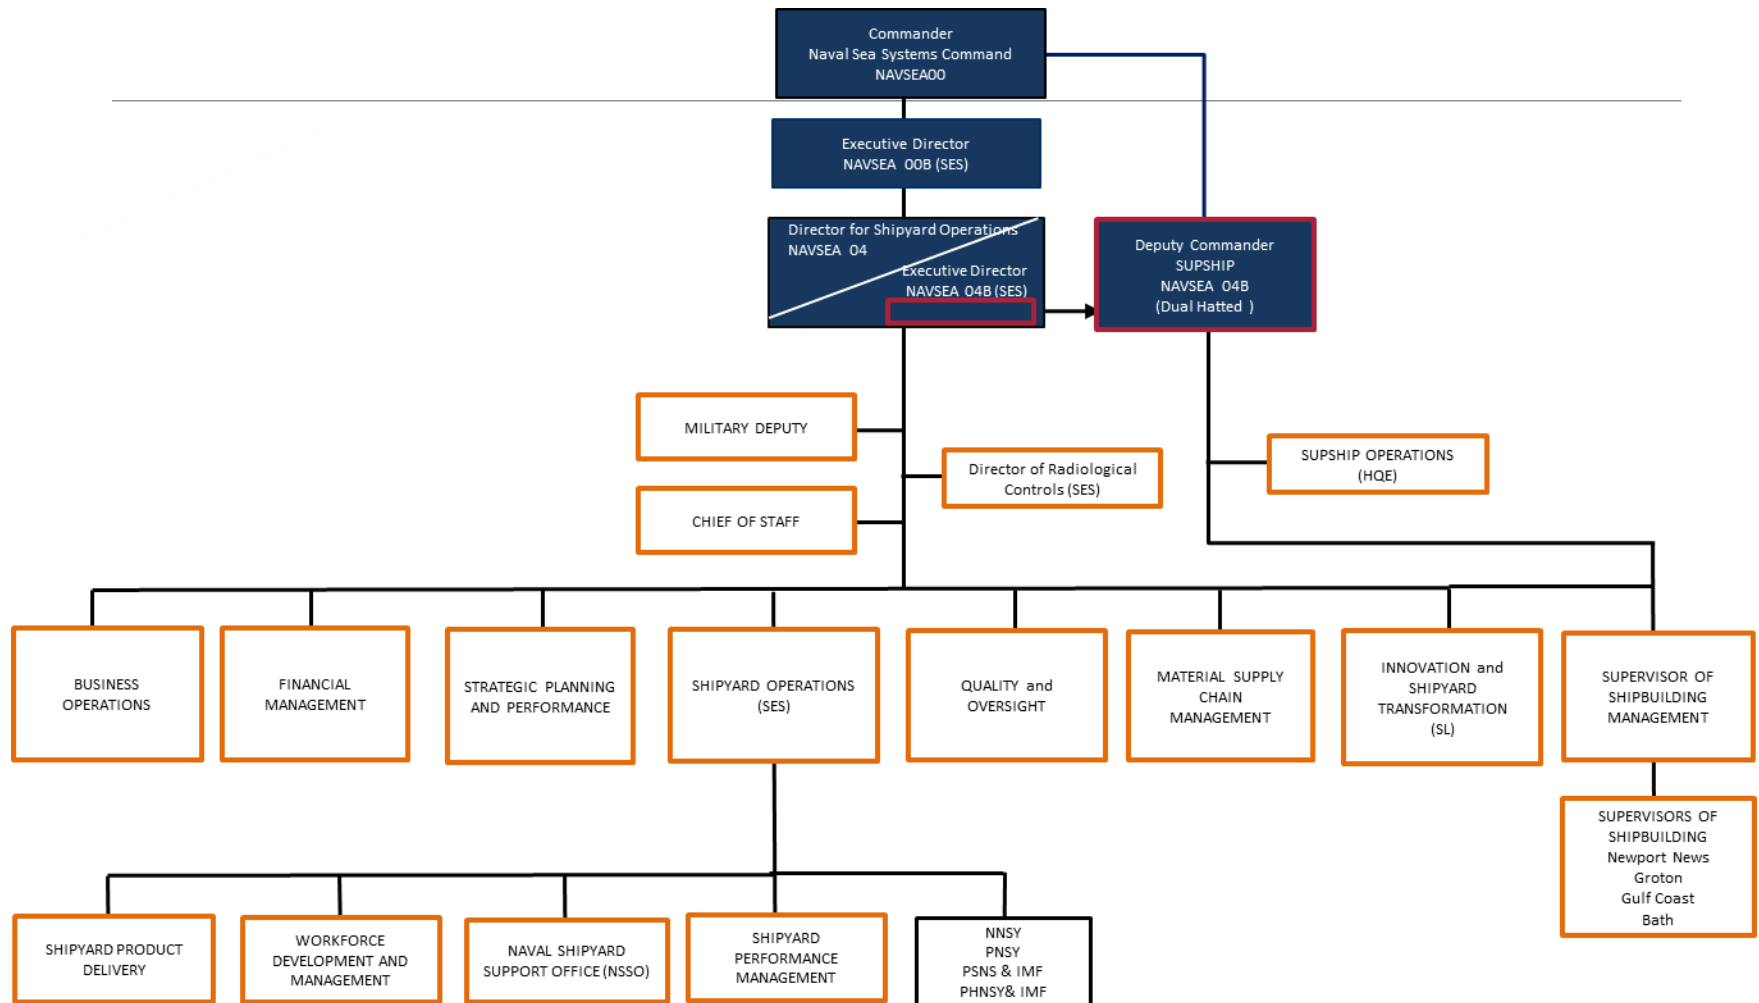 Commander
Naval Sea Systems Command
NAVSEA00
Executive Director
NAVSEA 00B (SES)
Director for Shipyard Operations
NAVSEA 04
Executive Director
NAVSEA 04B (SES)
Deputy Commander
SUPSHIP
NAVSEA 04B
(Dual Hatted )
MILITARY DEPUTY
Director of Radiological
Controls (SES)
SUPSHIP OPERATIONS
(HQE)
CHIEF OF STAFF
BUSINESS
OPERATIONS
FINANCIAL
MANAGEMENT
STRATEGIC PLANNING
AND PERFORMANCE
SHIPYARD OPERATIONS
(SES)
QUALITY and
OVERSIGHT
MATERIAL SUPPLY
CHAIN
MANAGEMENT
INNOVATION and
SHIPYARD
TRANSFORMATION
(SL)
SUPERVISOR OF
SHIPBUILDING
MANAGEMENT
SUPERVISORS OF
SHIPBUILDING
Newport News
Groton
Gulf Coast
Bath
SHIPYARD PRODUCT
DELIVERY
WORKFORCE
DEVELOPMENT AND
MANAGEMENT
NAVAL SHIPYARD
SUPPORT OFFICE (NSSO)
SHIPYARD
PERFORMANCE
MANAGEMENT
NNSY
PNSY
PSNS & IMF
PHNSY& IMF